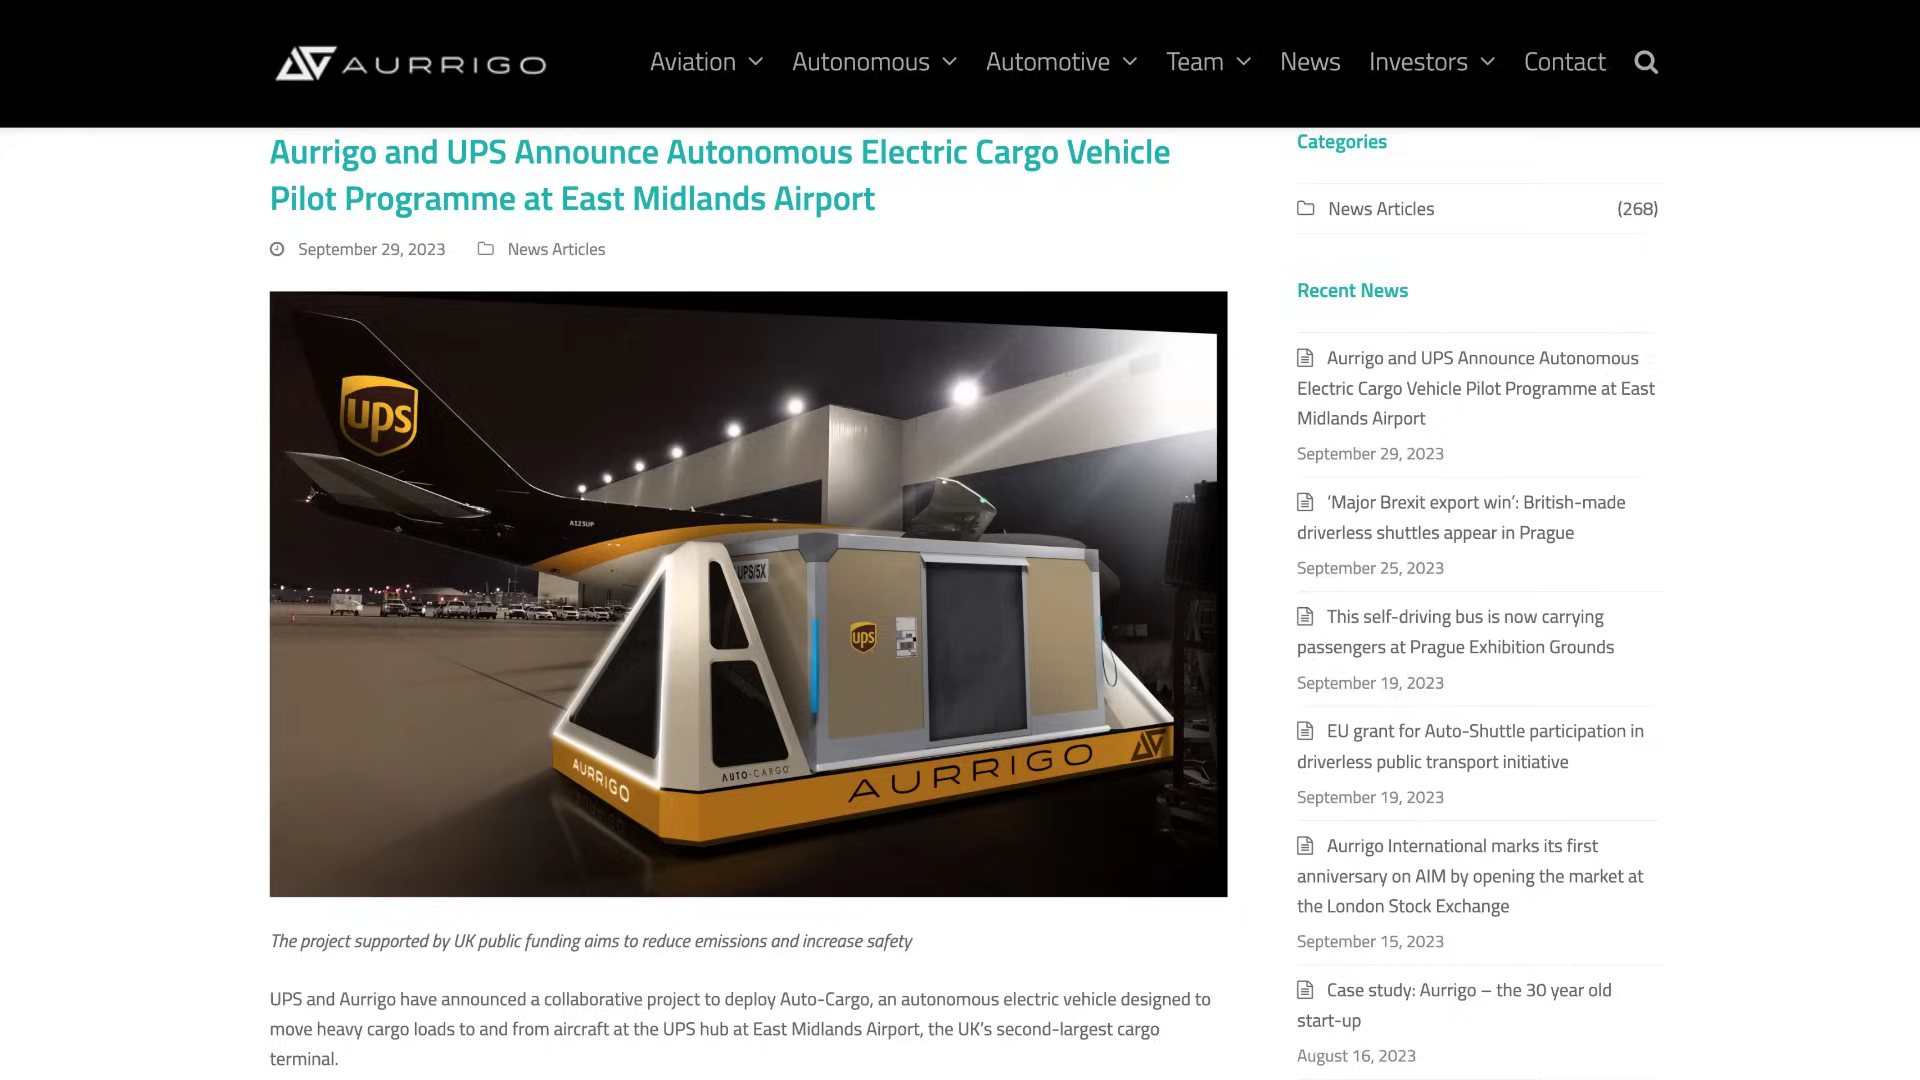 AURRIGO
Aviation
Autonomous
Automotive
Team
News
Investors
Contact
Aurrigo and UPS Announce Autonomous Electric Cargo Vehicle
Pilot Programme at East Midlands Airport
September 29, 2023
News Articles
ups
A123UP
UPS/5X
ups
AUTO-CARGO
AURRIGO
AURRIGO
The project supported by UK public funding aims to reduce emissions and increase safety
UPS and Aurrigo have announced a collaborative project to deploy Auto-Cargo, an autonomous electric vehicle designed to
move heavy cargo loads to and from aircraft at the UPS hub at East Midlands Airport, the UK’s second-largest cargo
terminal.
Categories
News Articles (268)
Recent News
Aurrigo and UPS Announce Autonomous
Electric Cargo Vehicle Pilot Programme at East
Midlands Airport
September 29, 2023
‘Major Brexit export win’: British-made
driverless shuttles appear in Prague
September 25, 2023
This self-driving bus is now carrying
passengers at Prague Exhibition Grounds
September 19, 2023
EU grant for Auto-Shuttle participation in
driverless public transport initiative
September 19, 2023
Aurrigo International marks its first
anniversary on AIM by opening the market at
the London Stock Exchange
September 15, 2023
Case study: Aurrigo – the 30 year old
start-up
August 16, 2023